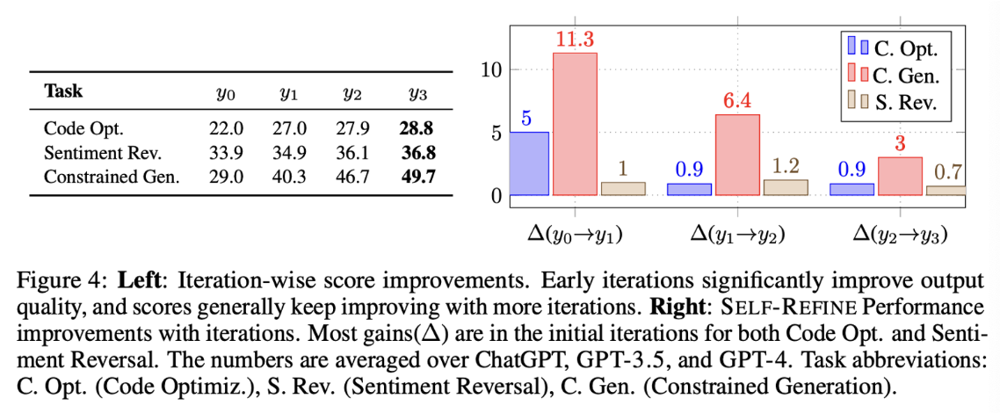 Task y0 y1 y2 y3
Code Opt. 22.0 27.0 27.9 28.8
Sentiment Rev. 33.9 34.9 36.1 36.8
Constrained Gen. 29.0 40.3 46.7 49.7
10
5
0
5
11.3
1
0.9
6.4
1.2
0.9
3
0.7
C. Opt.
C. Gen.
S. Rev.
Δ(y0→y1) Δ(y1→y2) Δ(y2→y3)
Figure 4: Left: Iteration-wise score improvements. Early iterations significantly improve output
quality, and scores generally keep improving with more iterations. Right: SELF-REFINE Performance
improvements with iterations. Most gains(Δ) are in the initial iterations for both Code Opt. and Senti-
ment Reversal. The numbers are averaged over ChatGPT, GPT-3.5, and GPT-4. Task abbreviations:
C. Opt. (Code Optimiz.), S. Rev. (Sentiment Reversal), C. Gen. (Constrained Generation).